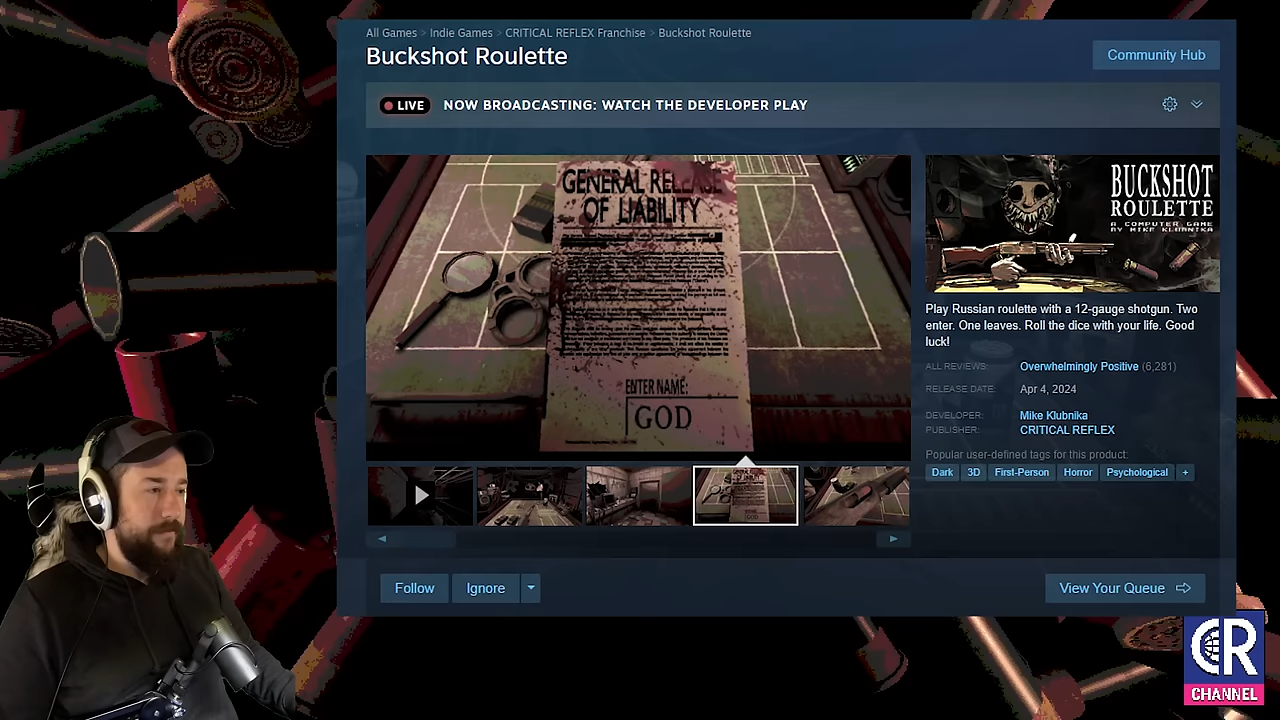 All Games > Indie Games > CRITICAL REFLEX Franchise > Buckshot Roulette
Buckshot Roulette
Community Hub
LIVE
NOW BROADCASTING: WATCH THE DEVELOPER PLAY
GENERAL RELEASE
OF LIABILITY
ENTER NAME:
GOD
BUCKSHOT
ROULETTE
A COMPUTER GAME
BY MIKE KLUBNIKA
Play Russian roulette with a 12-gauge shotgun. Two
enter. One leaves. Roll the dice with your life. Good
luck!
ALL REVIEWS: Overwhelmingly Positive (6,281)
RELEASE DATE: Apr 4, 2024
DEVELOPER: Mike Klubnika
PUBLISHER: CRITICAL REFLEX
Popular user-defined tags for this product:
Dark 3D First-Person Horror Psychological +
Follow Ignore
View Your Queue
CR
CHANNEL